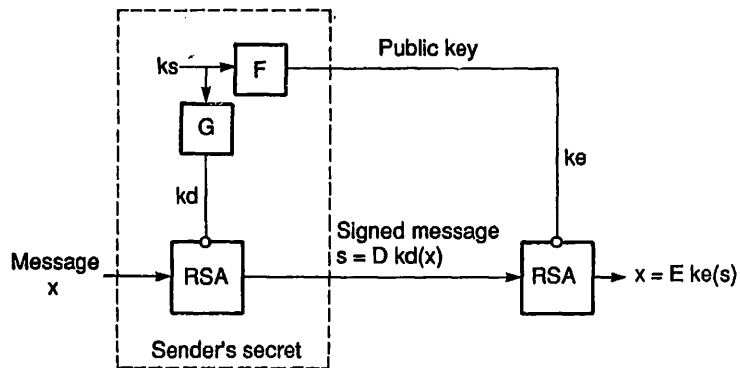 ks
F
Public key
G
kd
ke
Signed message
s = D kd(x)
Message
x
RSA
RSA
x = E ke(s)
Sender's secret